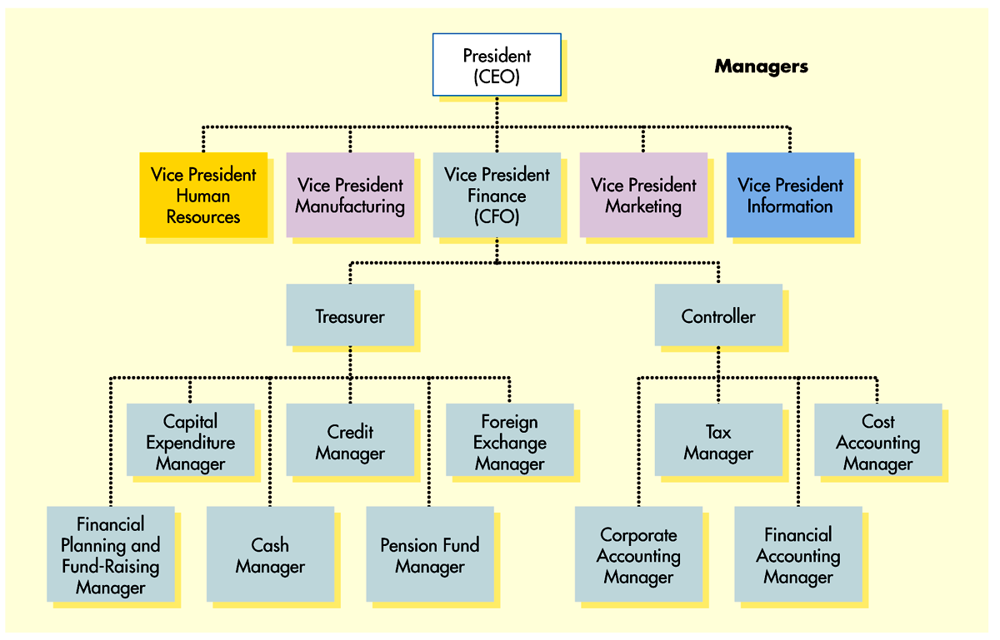 President
(CEO)
Managers
Vice President
Human
Resources
Vice President
Manufacturing
Vice President
Finance
(CFO)
Vice President
Marketing
Vice President
Information
Treasurer
Controller
Capital
Expenditure
Manager
Credit
Manager
Foreign
Exchange
Manager
Tax
Manager
Cost
Accounting
Manager
Financial
Planning and
Fund-Raising
Manager
Cash
Manager
Pension Fund
Manager
Corporate
Accounting
Manager
Financial
Accounting
Manager